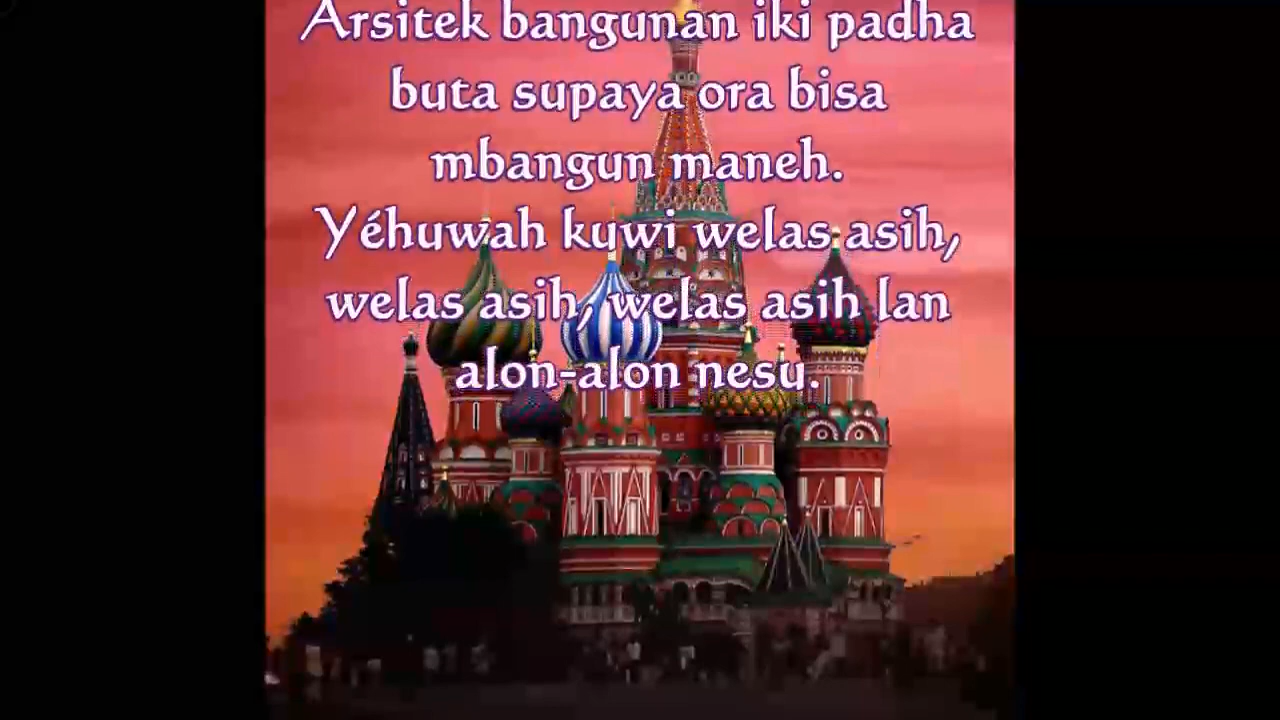 Arsitek bangunan iki padha
buta supaya ora bisa
mbangun maneh.
Yéhuwah kuwi welas asih,
welas asih, welas asih lan
alon-alon nesu.